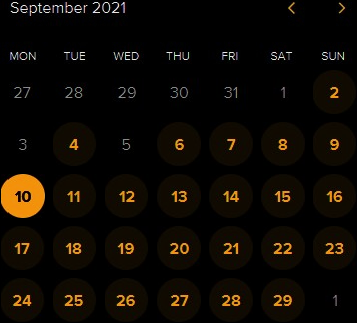 September 2021
MON TUE WED THU FRI SAT SUN
27 28 29 30 31 1 2
3 4 5 6 7 8 9
10 11 12 13 14 15 16
17 18 19 20 21 22 23
24 25 26 27 28 29 1